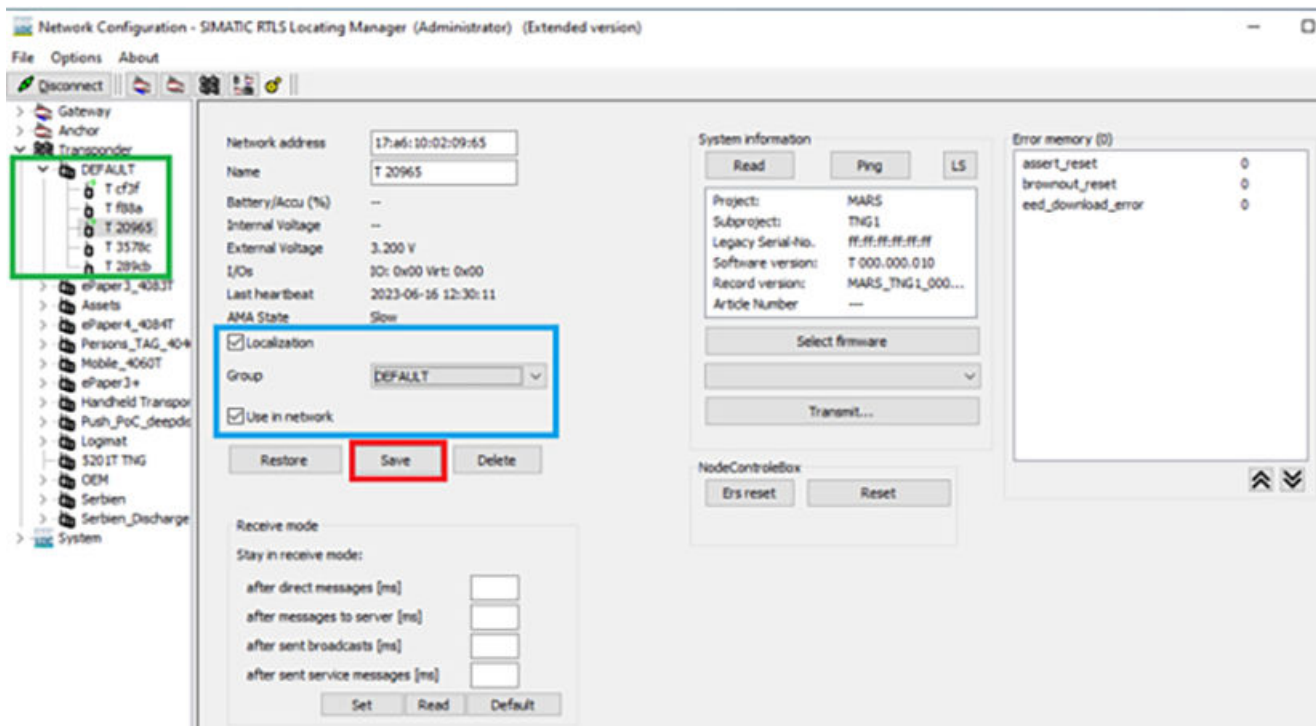 Network Configuration - SIMATIC RTLS Locating Manager (Administrator) (Extended version)
File Options About
Disconnect
Gateway
Anchor
Transponder
DEFAULT
T cf3f
T f88a
T 20965
T 3578c
T 289cb
ePaper3_4083T
Assets
ePaper4_4084T
Persons_TAG_404
Mobile_4060T
ePaper3+
Handheld Transpor
Push_PoC_deepdis
Logimat
5201T TNG
OEM
Serbien
Serbien_Discharge
System
Network address 17:a6:10:02:09:65
Name T 20965
Battery/Accu (%) --
Internal Voltage --
External Voltage 3.200 V
I/Os IO: 0x00 Virt: 0x00
Last heartbeat 2023-06-16 12:30:11
AMA State Slow
Localization
Group DEFAULT
Use in network
Restore Save Delete
Receive mode
Stay in receive mode:
after direct messages [ms]
after messages to server [ms]
after sent broadcasts [ms]
after sent service messages [ms]
Set Read Default
System information
Read Ping LS
Project: MARS
Subproject: TNG1
Legacy Serial-No. ff:ff:ff:ff:ff:ff
Software version: T 000.000.010
Record version: MARS_TNG1_000...
Article Number ---
Select firmware
Transmit...
NodeControleBox
Ers reset Reset
Error memory (0)
assert_reset 0
brownout_reset 0
eed_download_error 0